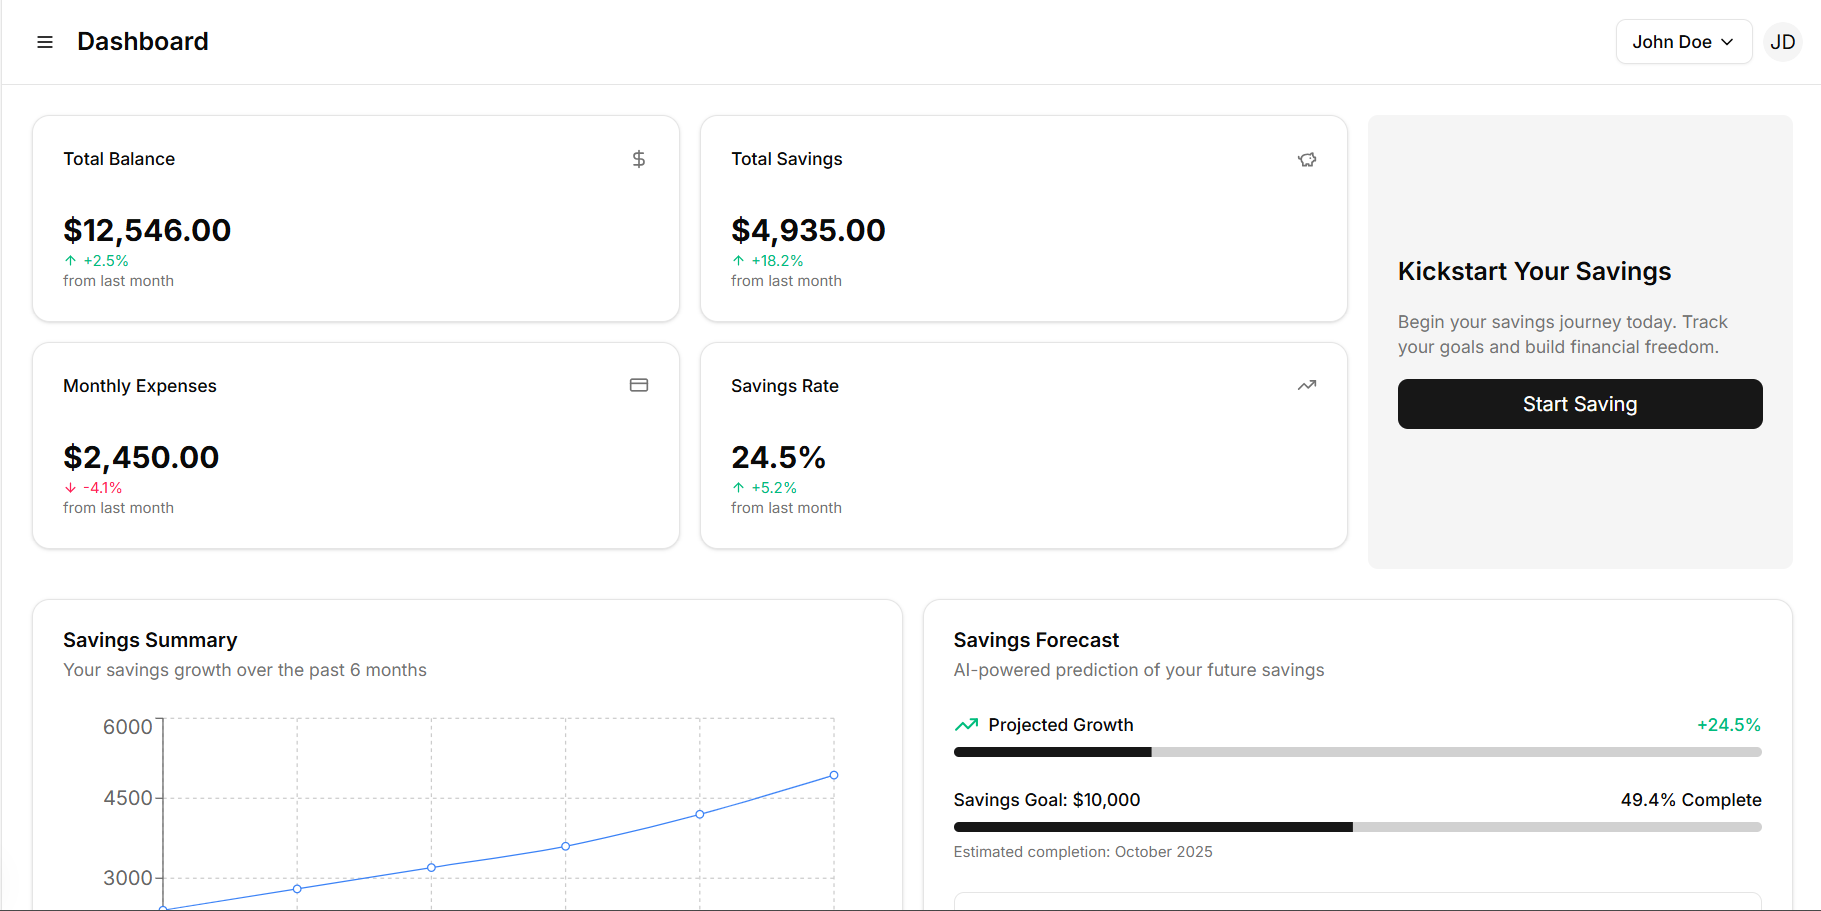 Dashboard
John Doe
JD
Total Balance
$12,546.00
+2.5%
from last month
Total Savings
$4,935.00
+18.2%
from last month
Kickstart Your Savings
Begin your savings journey today. Track
your goals and build financial freedom.
Start Saving
Monthly Expenses
$2,450.00
-4.1%
from last month
Savings Rate
24.5%
+5.2%
from last month
Savings Summary
Your savings growth over the past 6 months
6000
4500
3000
Savings Forecast
AI-powered prediction of your future savings
Projected Growth
+24.5%
Savings Goal: $10,000
49.4% Complete
Estimated completion: October 2025